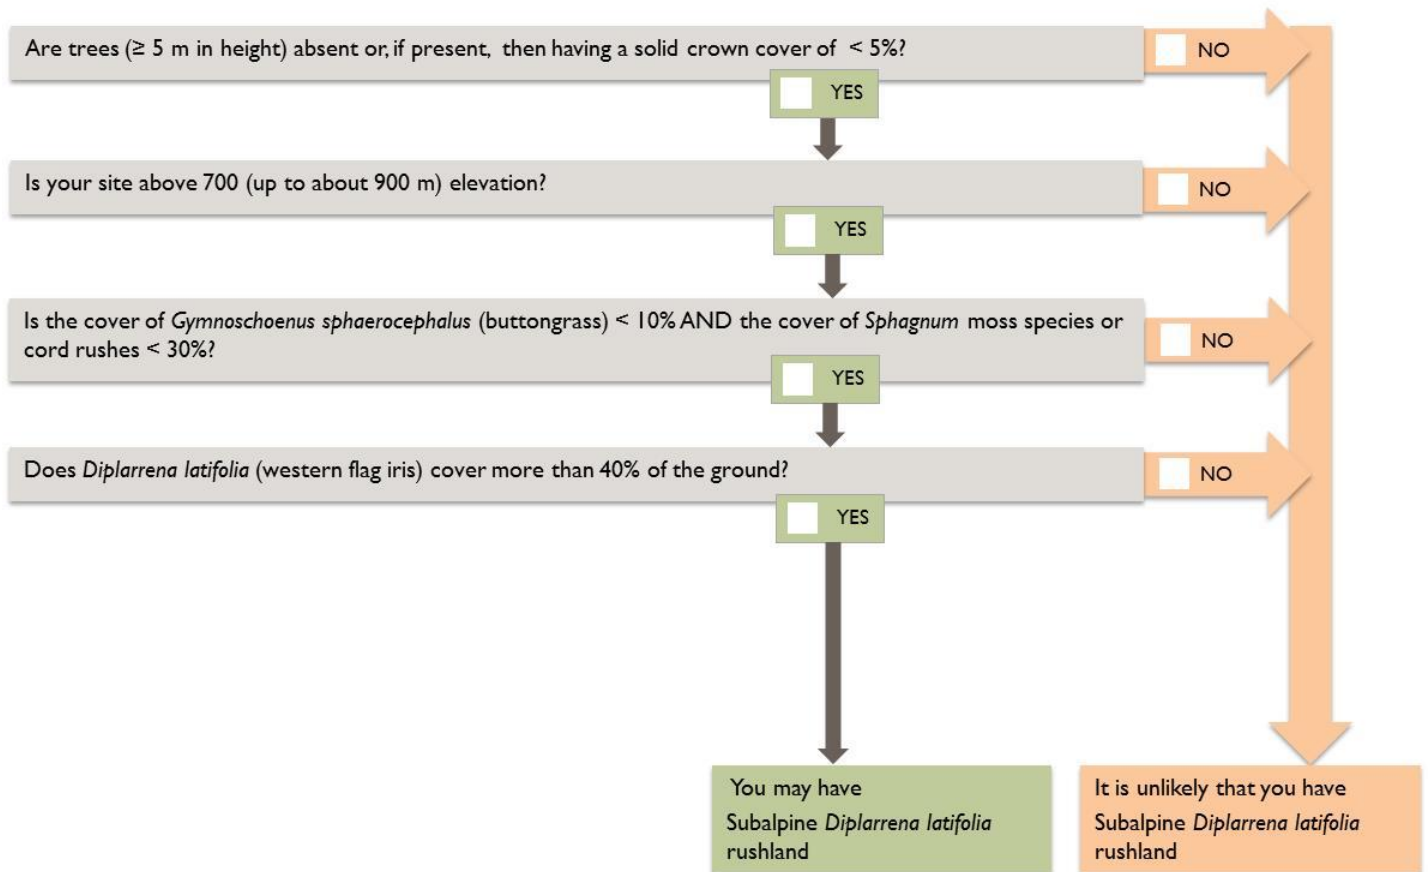 Are trees (≥ 5 m in height) absent or, if present, then having a solid crown cover of < 5%?
NO
YES
Is your site above 700 (up to about 900 m) elevation?
NO
YES
Is the cover of Gymnoschoenus sphaerocephalus (buttongrass) < 10% AND the cover of Sphagnum moss species or
cord rushes < 30%?
NO
YES
Does Diplarrena latifolia (western flag iris) cover more than 40% of the ground?
NO
YES
You may have
Subalpine Diplarrena latifolia
rushland
It is unlikely that you have
Subalpine Diplarrena latifolia
rushland